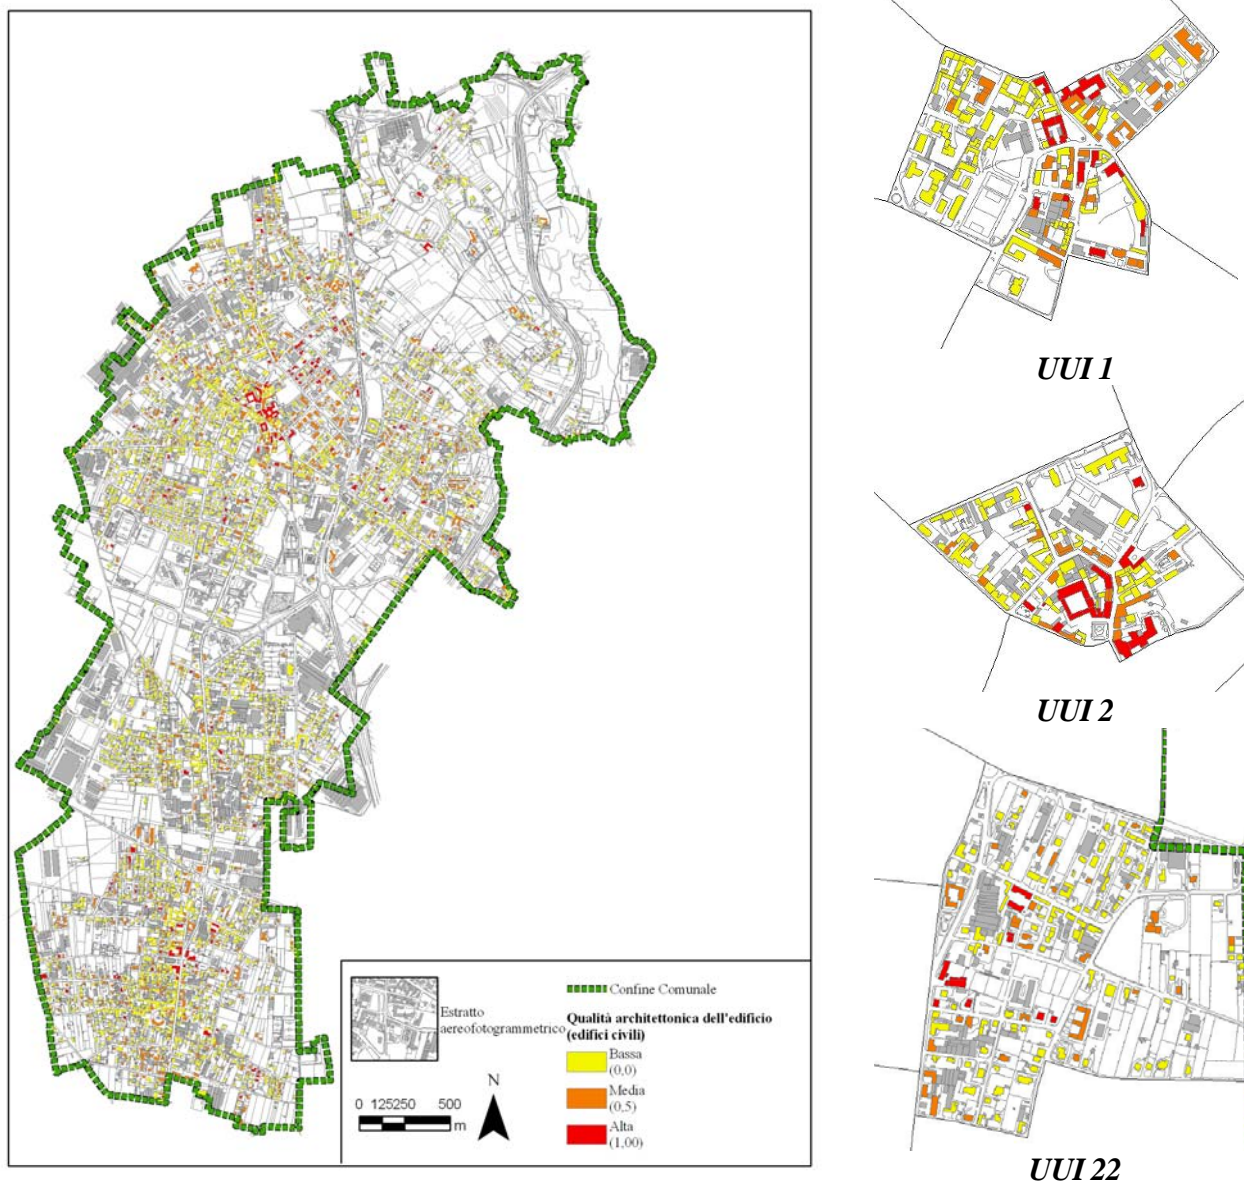 UUI 1
UUI 2
UUI 22
Estratto
aereofotogrammetrico
Confine Comunale
Qualità architettonica dell'edificio
(edifici civili)
Bassa
(0,0)
Media
(0,5)
Alta
(1,00)
0 125250 500
m
N